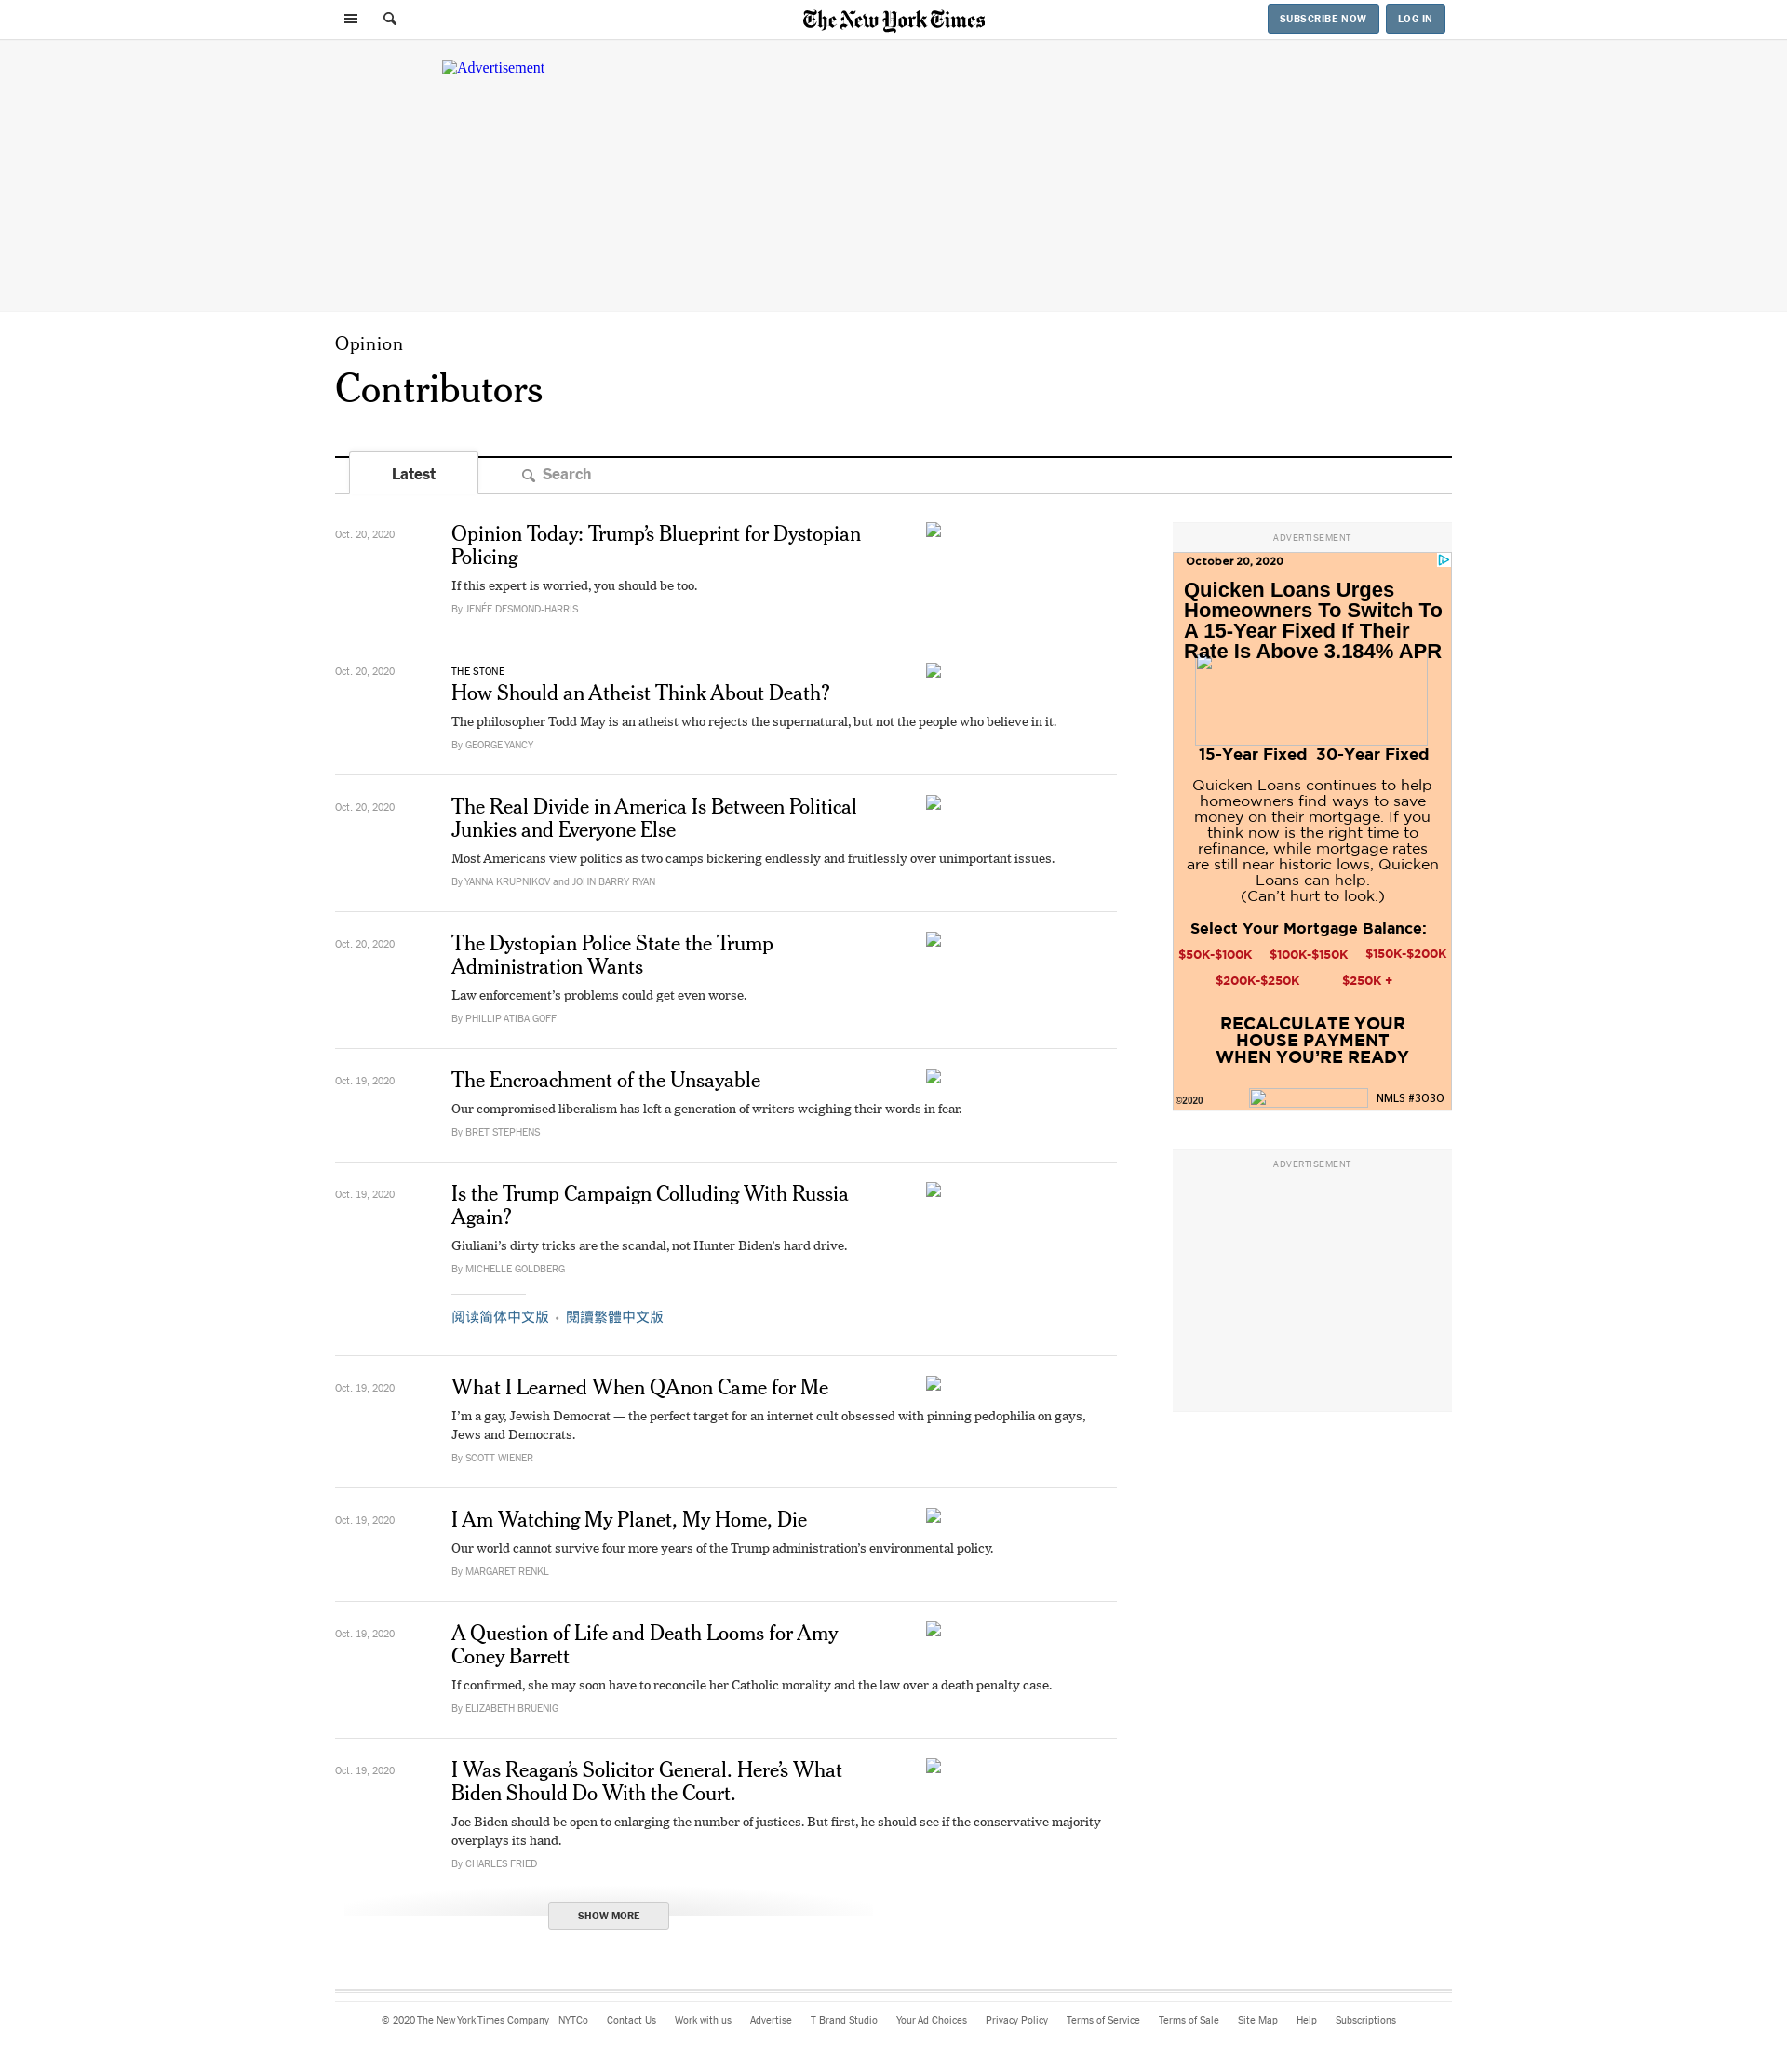 The New York Times
SUBSCRIBE NOW
LOG IN
Advertisement
Opinion
Contributors
Latest
Search
Oct. 20, 2020
Opinion Today: Trump’s Blueprint for Dystopian
Policing
If this expert is worried, you should be too.
By JENÉE DESMOND-HARRIS
Oct. 20, 2020
THE STONE
How Should an Atheist Think About Death?
The philosopher Todd May is an atheist who rejects the supernatural, but not the people who believe in it.
By GEORGE YANCY
Oct. 20, 2020
The Real Divide in America Is Between Political
Junkies and Everyone Else
Most Americans view politics as two camps bickering endlessly and fruitlessly over unimportant issues.
By YANNA KRUPNIKOV and JOHN BARRY RYAN
Oct. 20, 2020
The Dystopian Police State the Trump
Administration Wants
Law enforcement’s problems could get even worse.
By PHILLIP ATIBA GOFF
Oct. 19, 2020
The Encroachment of the Unsayable
Our compromised liberalism has left a generation of writers weighing their words in fear.
By BRET STEPHENS
Oct. 19, 2020
Is the Trump Campaign Colluding With Russia
Again?
Giuliani’s dirty tricks are the scandal, not Hunter Biden’s hard drive.
By MICHELLE GOLDBERG
阅读简体中文版 • 閱讀繁體中文版
Oct. 19, 2020
What I Learned When QAnon Came for Me
I’m a gay, Jewish Democrat — the perfect target for an internet cult obsessed with pinning pedophilia on gays,
Jews and Democrats.
By SCOTT WIENER
Oct. 19, 2020
I Am Watching My Planet, My Home, Die
Our world cannot survive four more years of the Trump administration’s environmental policy.
By MARGARET RENKL
Oct. 19, 2020
A Question of Life and Death Looms for Amy
Coney Barrett
If confirmed, she may soon have to reconcile her Catholic morality and the law over a death penalty case.
By ELIZABETH BRUENIG
Oct. 19, 2020
I Was Reagan’s Solicitor General. Here’s What
Biden Should Do With the Court.
Joe Biden should be open to enlarging the number of justices. But first, he should see if the conservative majority
overplays its hand.
By CHARLES FRIED
SHOW MORE
ADVERTISEMENT
October 20, 2020
Quicken Loans Urges
Homeowners To Switch To
A 15-Year Fixed If Their
Rate Is Above 3.184% APR
15-Year Fixed 30-Year Fixed
Quicken Loans continues to help
homeowners find ways to save
money on their mortgage. If you
think now is the right time to
refinance, while mortgage rates
are still near historic lows, Quicken
Loans can help.
(Can’t hurt to look.)
Select Your Mortgage Balance:
$50K-$100K $100K-$150K $150K-$200K
$200K-$250K $250K +
RECALCULATE YOUR
HOUSE PAYMENT
WHEN YOU’RE READY
©2020 NMLS #3030
ADVERTISEMENT
© 2020 The New York Times Company NYTCo Contact Us Work with us Advertise T Brand Studio Your Ad Choices Privacy Policy Terms of Service Terms of Sale Site Map Help Subscriptions